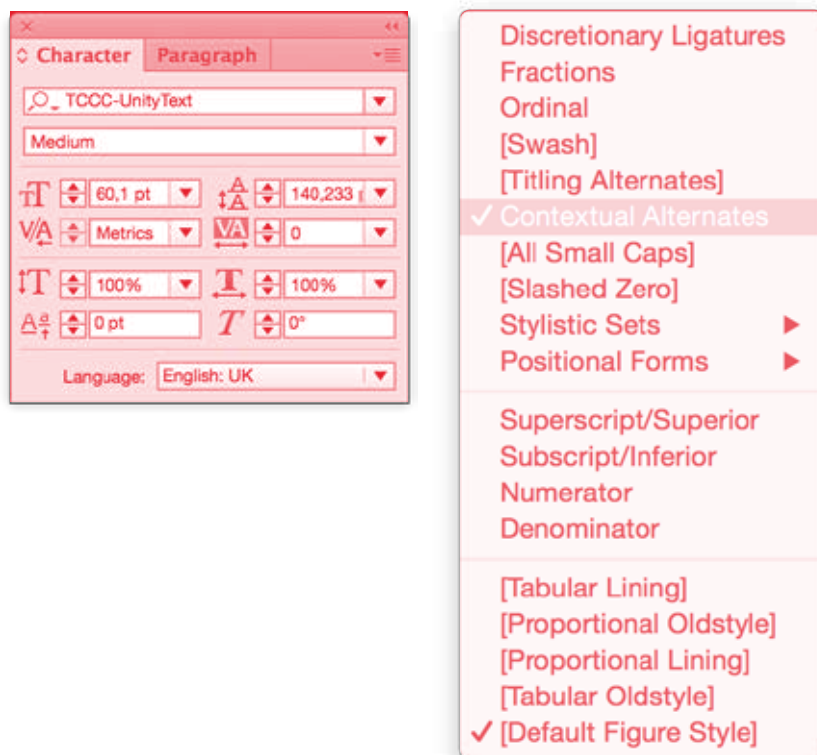 Character Paragraph
TCCC-UnityText
Medium
60,1 pt 140,233
Metrics 0
100% 100%
0 pt 0°
Language: English: UK
Discretionary Ligatures
Fractions
Ordinal
[Swash]
[Titling Alternates]
✓ Contextual Alternates
[All Small Caps]
[Slashed Zero]
Stylistic Sets
Positional Forms
Superscript/Superior
Subscript/Inferior
Numerator
Denominator
[Tabular Lining]
[Proportional Oldstyle]
[Proportional Lining]
[Tabular Oldstyle]
✓ [Default Figure Style]